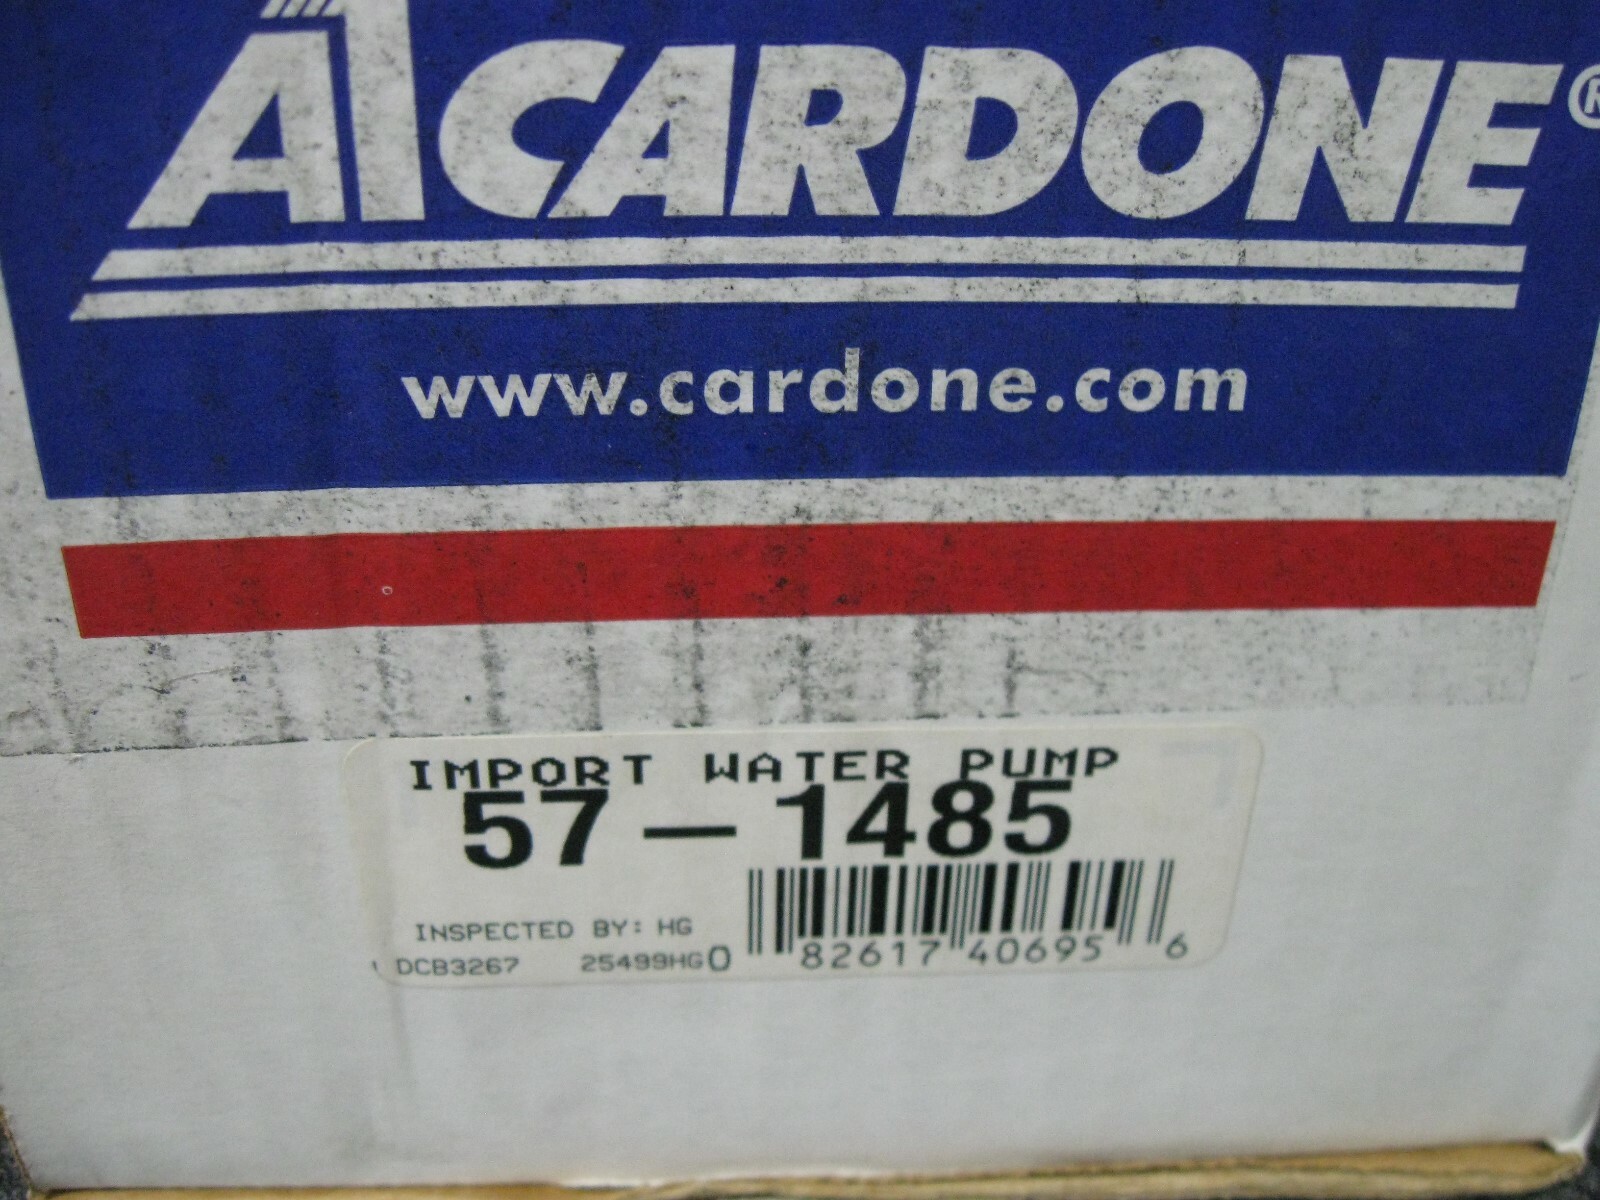 A1CARDONE®
www.cardone.com
IMPORT WATER PUMP
57-1485
INSPECTED BY: HG
DCB3267 25499HG
0 82617 40695 6